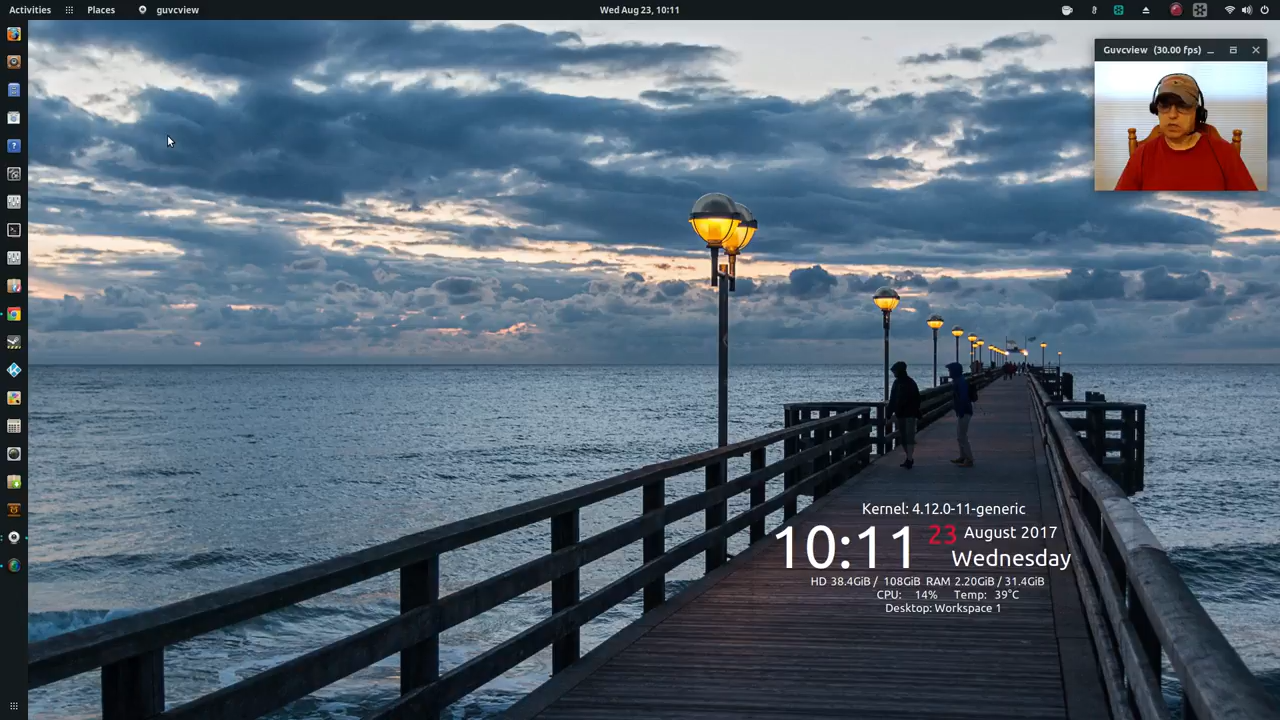 Activities Places guvcview Wed Aug 23, 10:11
Guvcview (30.00 fps)
Kernel: 4.12.0-11-generic
10:11 23 August 2017
Wednesday
HD 38.4GiB / 108GiB RAM 2.20GiB / 31.4GiB
CPU: 14% Temp: 39°C
Desktop: Workspace 1